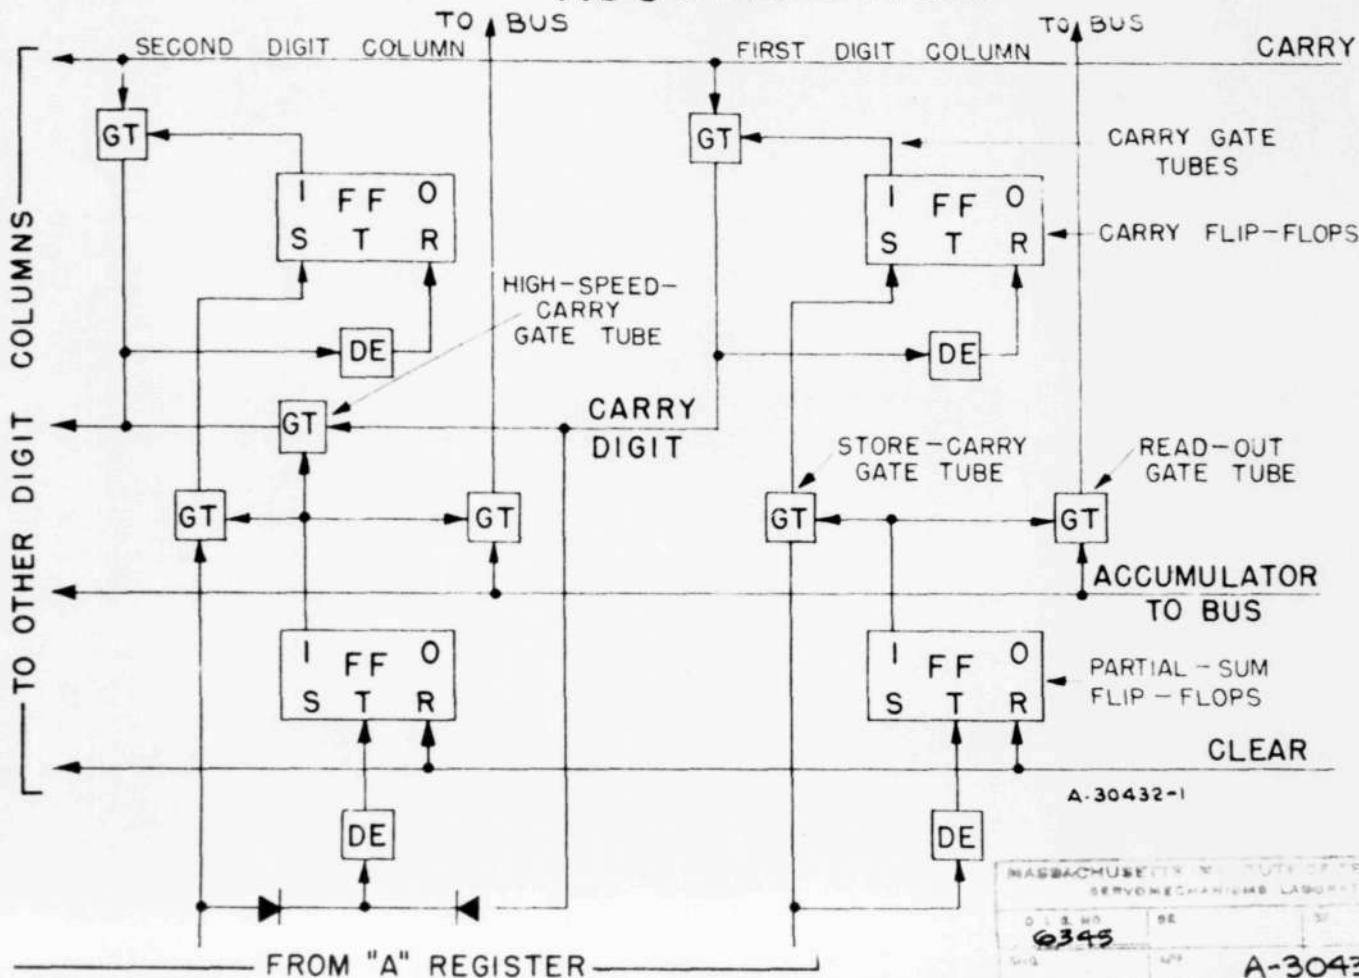 TO BUS
TO BUS
SECOND DIGIT COLUMN
FIRST DIGIT COLUMN
CARRY
GT
GT
CARRY GATE
TUBES
I FF O
S T R
I FF O
S T R
CARRY FLIP-FLOPS
TO OTHER DIGIT COLUMNS
HIGH-SPEED-
CARRY
GATE TUBE
DE
DE
GT
CARRY
DIGIT
STORE-CARRY
GATE TUBE
READ-OUT
GATE TUBE
GT
GT
GT
GT
ACCUMULATOR
TO BUS
I FF O
S T R
I FF O
S T R
PARTIAL-SUM
FLIP-FLOPS
CLEAR
A-30432-1
DE
DE
SERVOMECHANISMS
6345
FROM "A" REGISTER